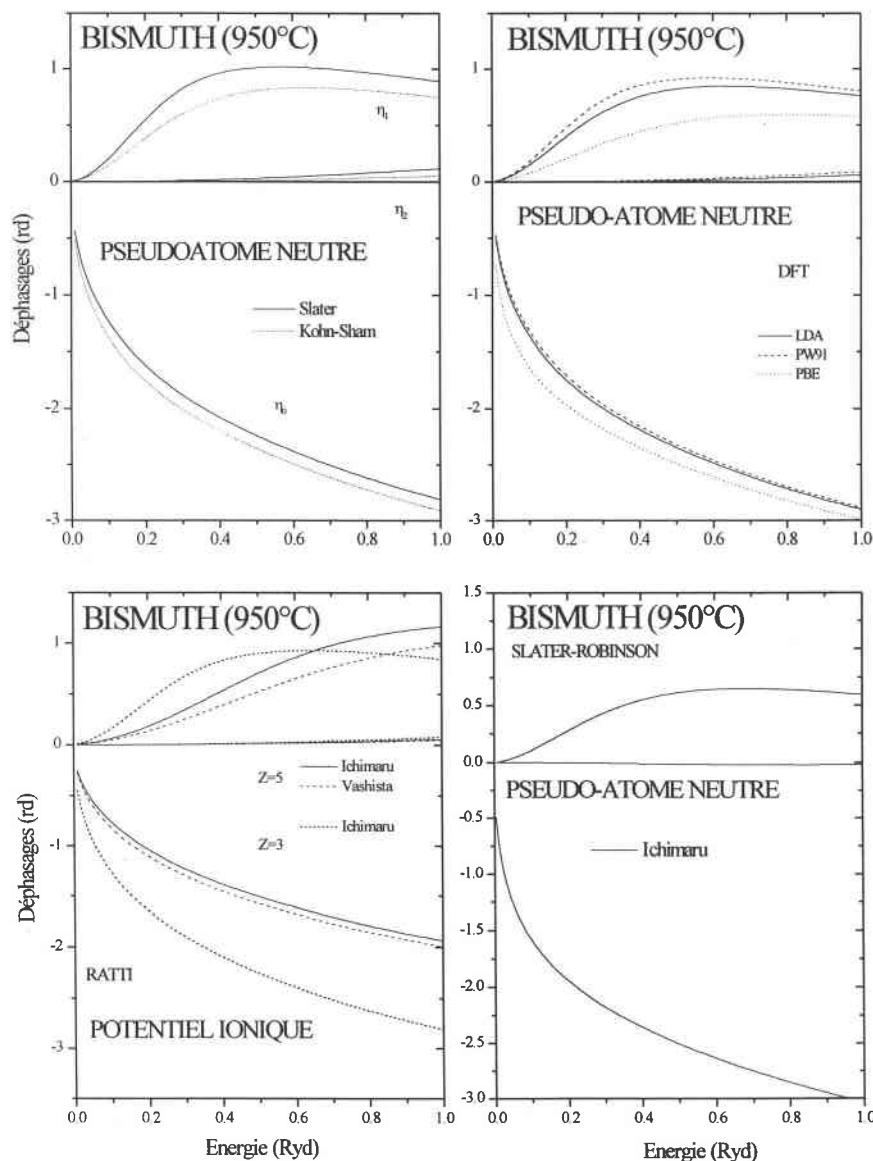 BISMUTH (950°C)
1
0
-1
-2
-3
η₁
η₂
PSEUDOATOME NEUTRE
Slater
Kohn-Sham
η₀
0.0 0.2 0.4 0.6 0.8 1.0
Déphasages (rd)
BISMUTH (950°C)
1
0
-1
-2
-3
PSEUDO-ATOME NEUTRE
DFT
LDA
PW91
PBE
0.0 0.2 0.4 0.6 0.8 1.0
BISMUTH (950°C)
1
0
-1
-2
-3
Z=5
Ichimaru
Vashista
Z=3
Ichimaru
RATTI
POTENTIEL IONIQUE
0.0 0.2 0.4 0.6 0.8 1.0
Energie (Ryd)
Déphasages (rd)
1.5
1.0
0.5
0.0
-0.5
-1.0
-1.5
-2.0
-2.5
-3.0
BISMUTH (950°C)
SLATER-ROBINSON
PSEUDO-ATOME NEUTRE
Ichimaru
0.0 0.2 0.4 0.6 0.8 1.0
Energie (Ryd)